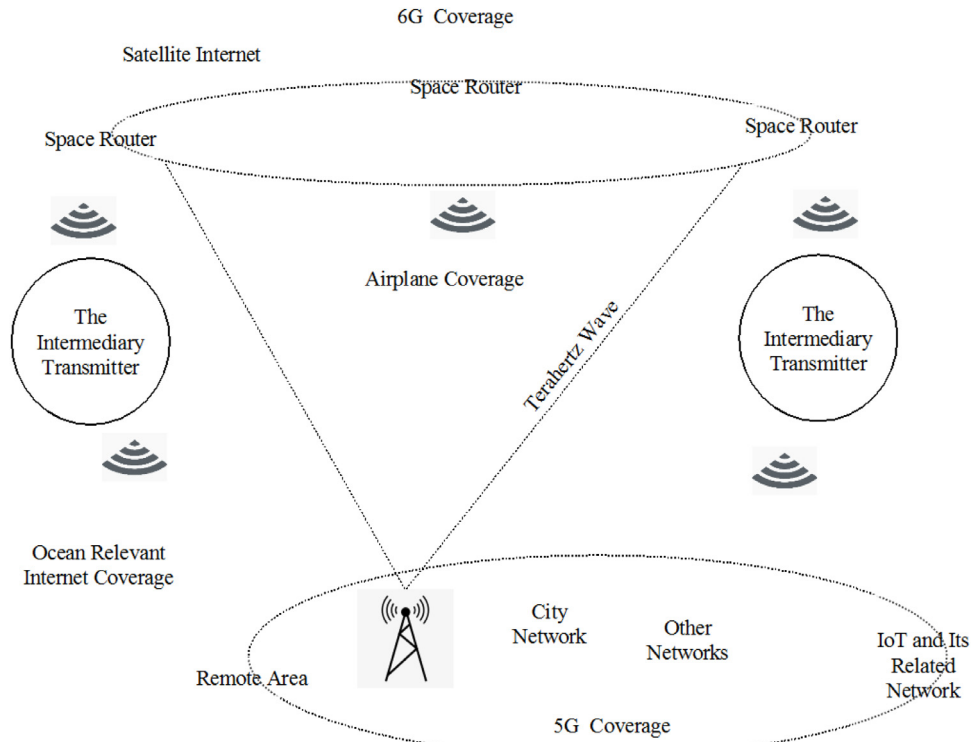 6G Coverage
Satellite Internet
Space Router
Space Router
Space Router
Airplane Coverage
The
Intermediary
Transmitter
The
Intermediary
Transmitter
Terahertz Wave
Ocean Relevant
Internet Coverage
City
Network
Other
Networks
IoT and Its
Related
Network
Remote Area
5G Coverage